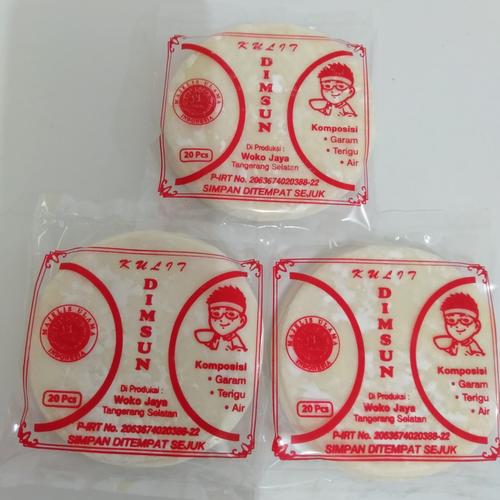 KULIT
DIMSUN
MAJELIS ULAMA
INDONESIA
20 Pcs
Di Produksi :
Woko Jaya
Tangerang Selatan
Komposisi
• Garam
• Terigu
• Air
P-IRT No. 2063674020388-22
SIMPAN DITEMPAT SEJUK
KULIT
DIMSUN
MAJELIS ULAMA
INDONESIA
20 Pcs
Di Produksi :
Woko Jaya
Tangerang Selatan
Komposisi
• Garam
• Terigu
• Air
P-IRT No. 2063674020388-22
SIMPAN DITEMPAT SEJUK
KULIT
DIMSUN
MAJELIS ULAMA
INDONESIA
20 Pcs
Di Produksi :
Woko Jaya
Tangerang Selatan
Komposisi
• Garam
• Terigu
• Air
P-IRT No. 2063674020388-22
SIMPAN DITEMPAT SEJUK